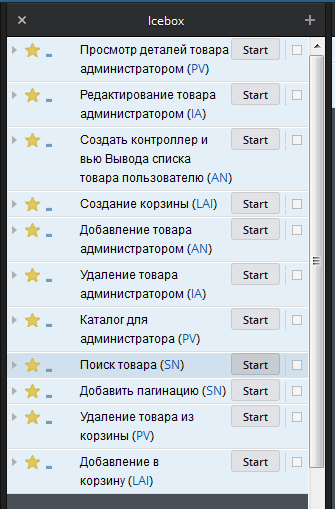 Icebox
Просмотр деталей товара Start
администратором (PV)
Редактирование товара Start
администратором (IA)
Создать контроллер и Start
вью Вывода списка
товара пользователю (AN)
Создание корзины (LAI) Start
Добавление товара Start
администратором (AN)
Удаление товара Start
администратором (IA)
Каталог для Start
администратора (PV)
Поиск товара (SN) Start
Добавить пагинацию (SN) Start
Удаление товара из Start
корзины (PV)
Добавление в Start
корзину (LAI)